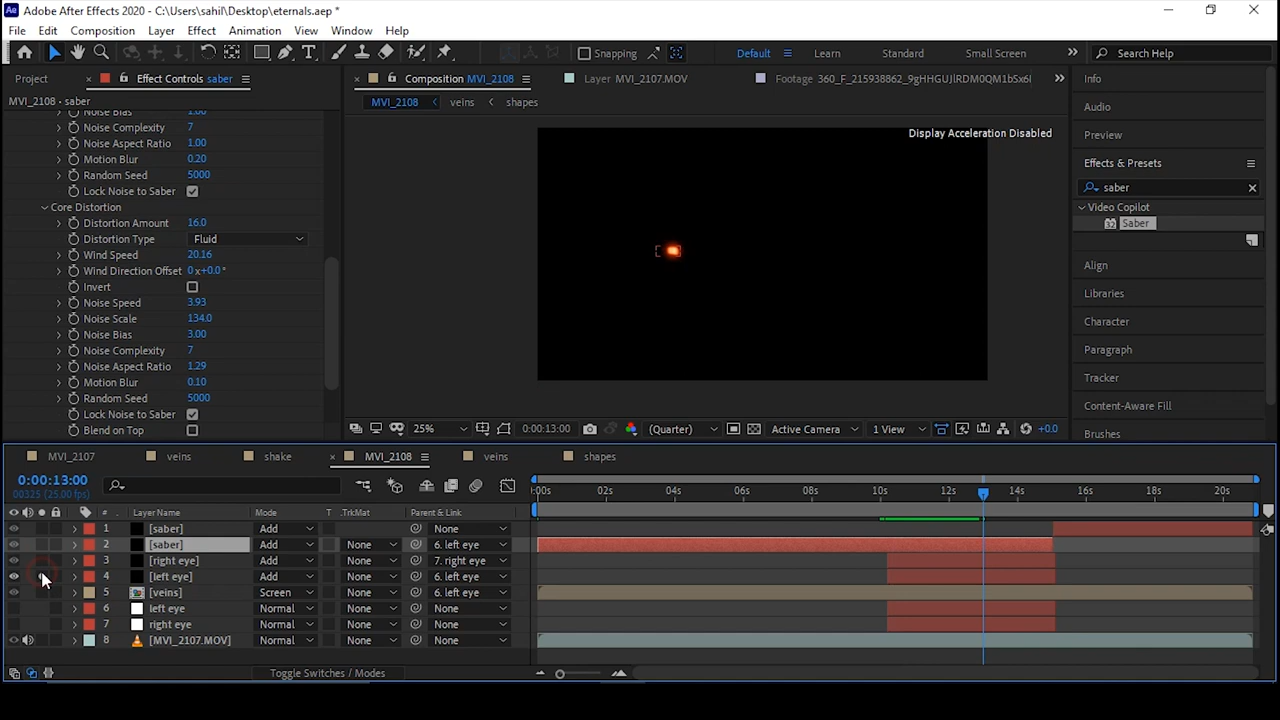 Adobe After Effects 2020 - C:\Users\sahil\Desktop\eternals.aep *
File Edit Composition Layer Effect Animation View Window Help
Snapping Default Learn Standard Small Screen Search Help
Project Effect Controls saber Composition MVI_2108 Layer MVI_2107.MOV Info
MVI_2108 • saber MVI_2108 veins shapes Audio
Noise Bias 1.00
Noise Complexity 7
Noise Aspect Ratio 1.00
Motion Blur 0.20
Random Seed 5000
Lock Noise to Saber
Core Distortion
Distortion Amount 16.0
Distortion Type Fluid
Wind Speed 20.16
Wind Direction Offset 0 x+0.0°
Invert
Noise Speed 3.93
Noise Scale 134.0
Noise Bias 3.00
Noise Complexity 7
Noise Aspect Ratio 1.29
Motion Blur 0.10
Random Seed 5000
Lock Noise to Saber
Blend on Top
Display Acceleration Disabled
25% 0:00:13:00 (Quarter) Active Camera 1 View +0.0
Preview
Effects & Presets
saber
Video Copilot
32 Saber
Align
Libraries
Character
Paragraph
Tracker
Content-Aware Fill
Brushes
MVI_2107 veins shake MVI_2108 veins shapes
0:00:13:00
00325 (25.00 fps)
:00s 02s 04s 06s 08s 10s 12s 14s 16s 18s 20s
# Layer Name Mode T .TrkMat Parent & Link
1 [saber] Add None
2 [saber] Add None 6. left eye
3 [right eye] Add None 7. right eye
4 [left eye] Add None 6. left eye
5 [veins] Screen None 6. left eye
6 left eye Normal None None
7 right eye Normal None None
8 [MVI_2107.MOV] Normal None None
Toggle Switches / Modes